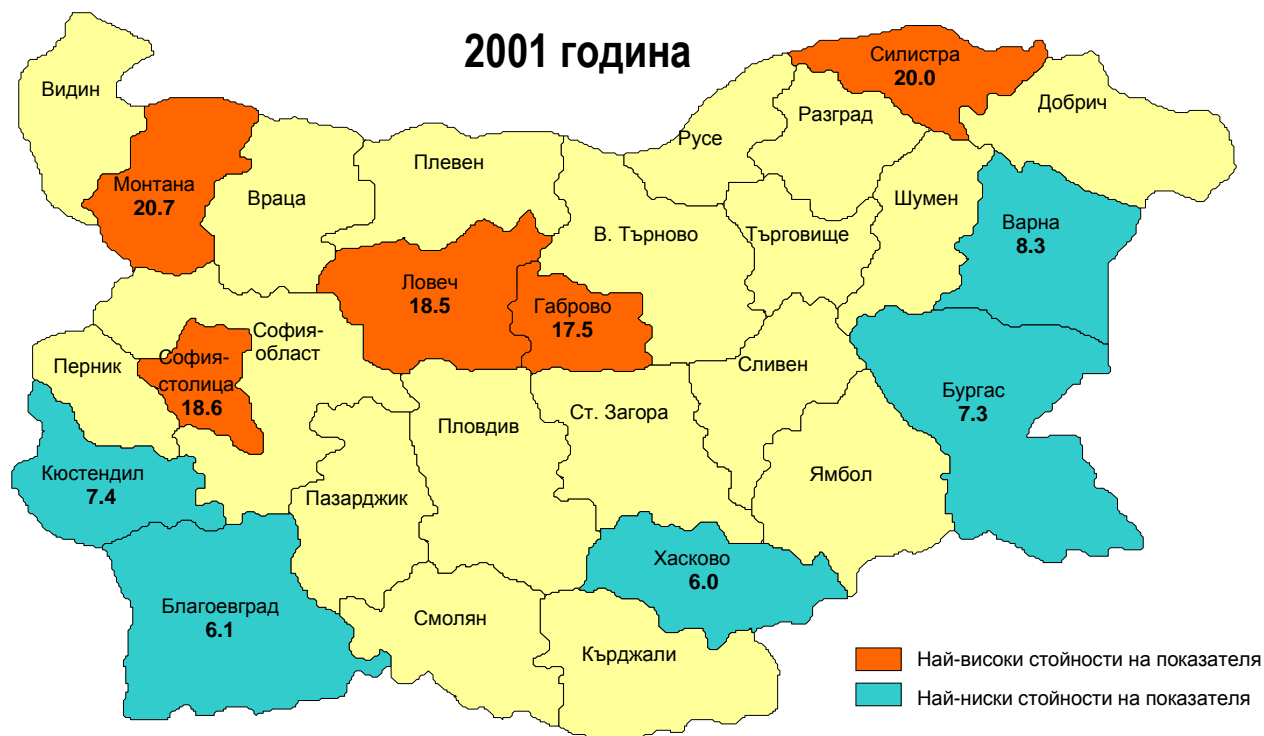 2001 година
Силистра
20.0
Видин
Добрич
Разград
Русе
Плевен
Монтана
20.7
Враца
Шумен
Варна
8.3
В. Търново
Търговище
Ловеч
18.5
Габрово
17.5
София-
област
Перник
София-
столица
18.6
Сливен
Бургас
7.3
Ст. Загора
Пловдив
Кюстендил
7.4
Ямбол
Пазарджик
Хасково
6.0
Благоевград
6.1
Смолян
Кърджали
Най-високи стойности на показателя
Най-ниски стойности на показателя